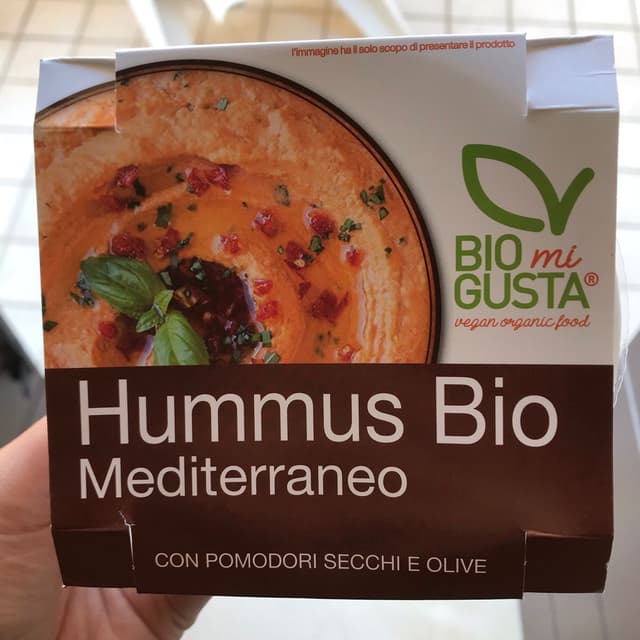 l'immagine ha il solo scopo di presentare il prodotto
BIO mi
GUSTA®
vegan organic food
Hummus Bio
Mediterraneo
CON POMODORI SECCHI E OLIVE